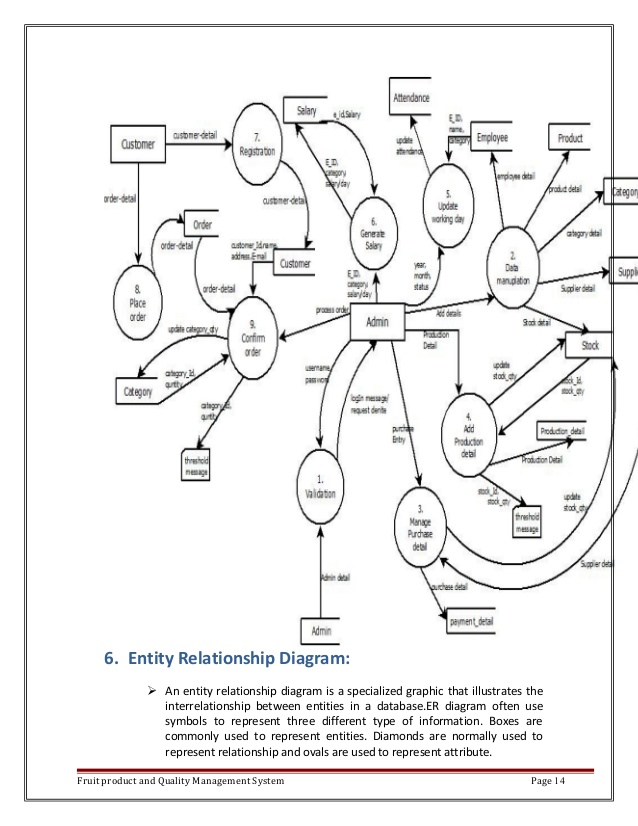 Attendance
Salary
e_id,Salary
E_ID,
name,
category
Employee
Product
7.
Registration
customer-detail
Customer
update
attendance
E_ID,
category,
salary/day
employee detail
product detail
5.
Update
working day
Category
order-detail
customer-detail
6.
Generate
Salary
Order
order-detail
category detail
customer_Id,name,
address,E-mail
Customer
2.
Data
manuplation
year,
month,
status
E_ID,
category,
salary/day
Supplier detail
8.
Place
order
order-detail
process order
Admin
Add details
Stock detail
9.
Confirm
order
update category_qty
Production
Detail
Stock
username,
password
category_Id,
quntity
Category
login message/
request denite
update
stock_qty
stock_Id,
stock_qty
category_Id,
quntity
4.
Add
Production
detail
purchase
Entry
Production_detail
Production Detail
threshold
message
1.
Validation
stock_Id,
stock_qty
update
stock_qty
threshold
message
3.
Manage
Purchase
detail
Admin detail
Supplier detail
purchase detail
payment_detail
Admin
6. Entity Relationship Diagram:
➢ An entity relationship diagram is a specialized graphic that illustrates the
interrelationship between entities in a database.ER diagram often use
symbols to represent three different type of information. Boxes are
commonly used to represent entities. Diamonds are normally used to
represent relationship and ovals are used to represent attribute.
Fruit product and Quality Management System Page 14